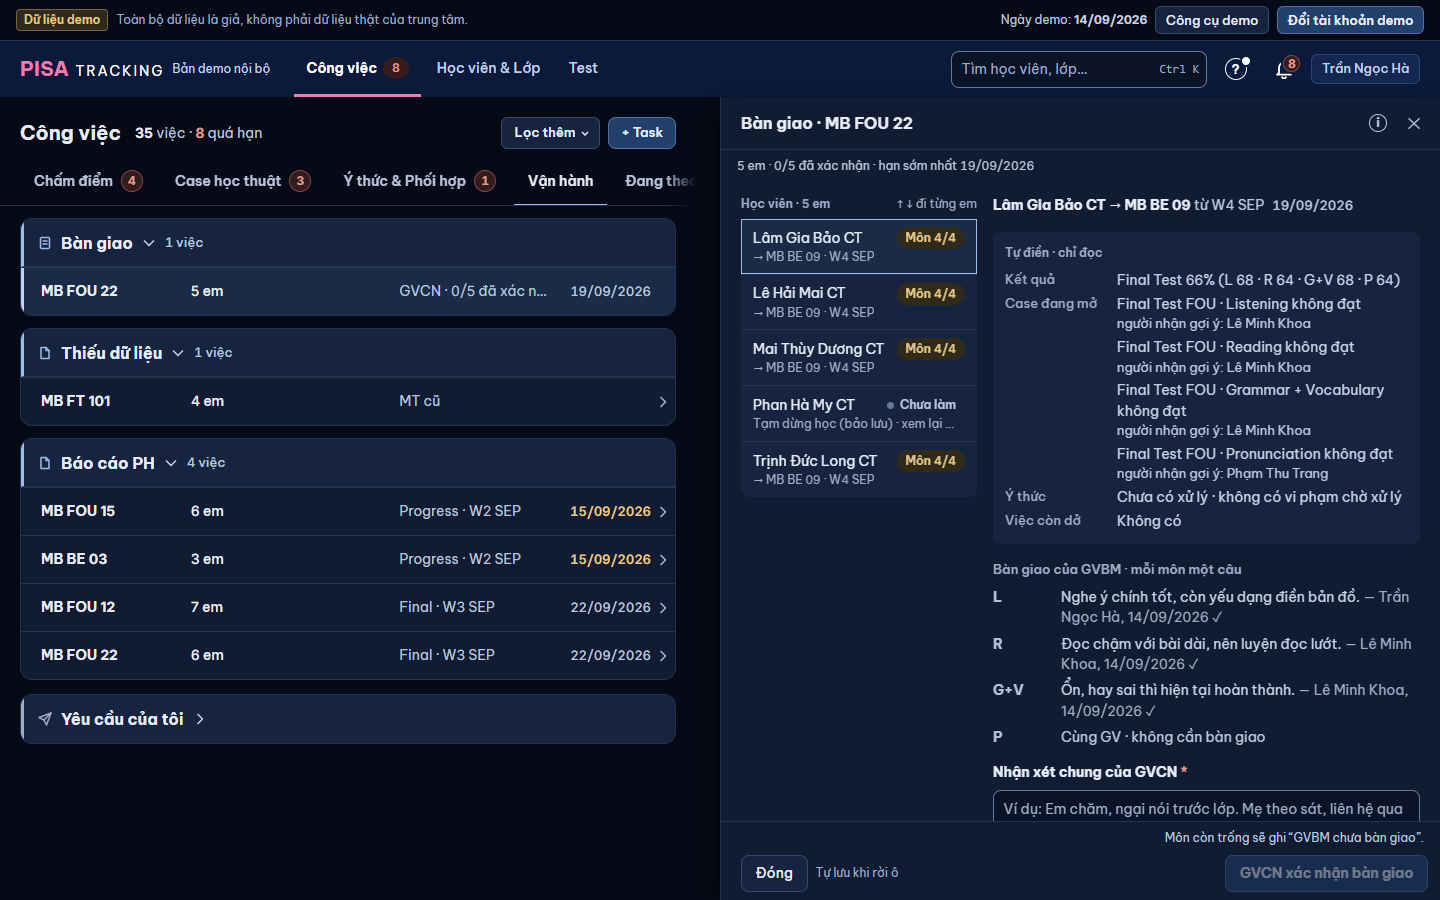 Dữ liệu demo Toàn bộ dữ liệu là giả, không phải dữ liệu thật của trung tâm.
Ngày demo: 14/09/2026 Công cụ demo Đổi tài khoản demo
PISA TRACKING Bản demo nội bộ Công việc 8 Học viên & Lớp Test
Tìm học viên, lớp... Ctrl K ? 8 Trần Ngọc Hà
Công việc 35 việc · 8 quá hạn Lọc thêm + Task
Chấm điểm 4 Case học thuật 3 Ý thức & Phối hợp 1 Vận hành Đang theo
Bàn giao 1 việc
MB FOU 22 5 em GVCN · 0/5 đã xác n... 19/09/2026
Thiếu dữ liệu 1 việc
MB FT 101 4 em MT cũ
Báo cáo PH 4 việc
MB FOU 15 6 em Progress · W2 SEP 15/09/2026
MB BE 03 3 em Progress · W2 SEP 15/09/2026
MB FOU 12 7 em Final · W3 SEP 22/09/2026
MB FOU 22 6 em Final · W3 SEP 22/09/2026
Yêu cầu của tôi
Bàn giao · MB FOU 22
5 em · 0/5 đã xác nhận · hạn sớm nhất 19/09/2026
Học viên · 5 em ↑↓ đi từng em
Lâm Gia Bảo CT Môn 4/4
→ MB BE 09 · W4 SEP
Lê Hải Mai CT Môn 4/4
→ MB BE 09 · W4 SEP
Mai Thùy Dương CT Môn 4/4
→ MB BE 09 · W4 SEP
Phan Hà My CT Chưa làm
Tạm dừng học (bảo lưu) · xem lại ...
Trịnh Đức Long CT Môn 4/4
→ MB BE 09 · W4 SEP
Lâm Gia Bảo CT → MB BE 09 từ W4 SEP 19/09/2026
Tự điền · chỉ đọc
Kết quả Final Test 66% (L 68 · R 64 · G+V 68 · P 64)
Case đang mở Final Test FOU · Listening không đạt
người nhận gợi ý: Lê Minh Khoa
Final Test FOU · Reading không đạt
người nhận gợi ý: Lê Minh Khoa
Final Test FOU · Grammar + Vocabulary
không đạt
người nhận gợi ý: Lê Minh Khoa
Final Test FOU · Pronunciation không đạt
người nhận gợi ý: Phạm Thu Trang
Ý thức Chưa có xử lý · không có vi phạm chờ xử lý
Việc còn dở Không có
Bàn giao của GVBM · mỗi môn một câu
L Nghe ý chính tốt, còn yếu dạng điền bản đồ. — Trần
Ngọc Hà, 14/09/2026 ✓
R Đọc chậm với bài dài, nên luyện đọc lướt. — Lê Minh
Khoa, 14/09/2026 ✓
G+V Ổn, hay sai thì hiện tại hoàn thành. — Lê Minh Khoa,
14/09/2026 ✓
P Cùng GV · không cần bàn giao
Nhận xét chung của GVCN *
Ví dụ: Em chăm, ngại nói trước lớp. Mẹ theo sát, liên hệ qua
Môn còn trống sẽ ghi “GVBM chưa bàn giao”.
Đóng Tự lưu khi rời ô GVCN xác nhận bàn giao